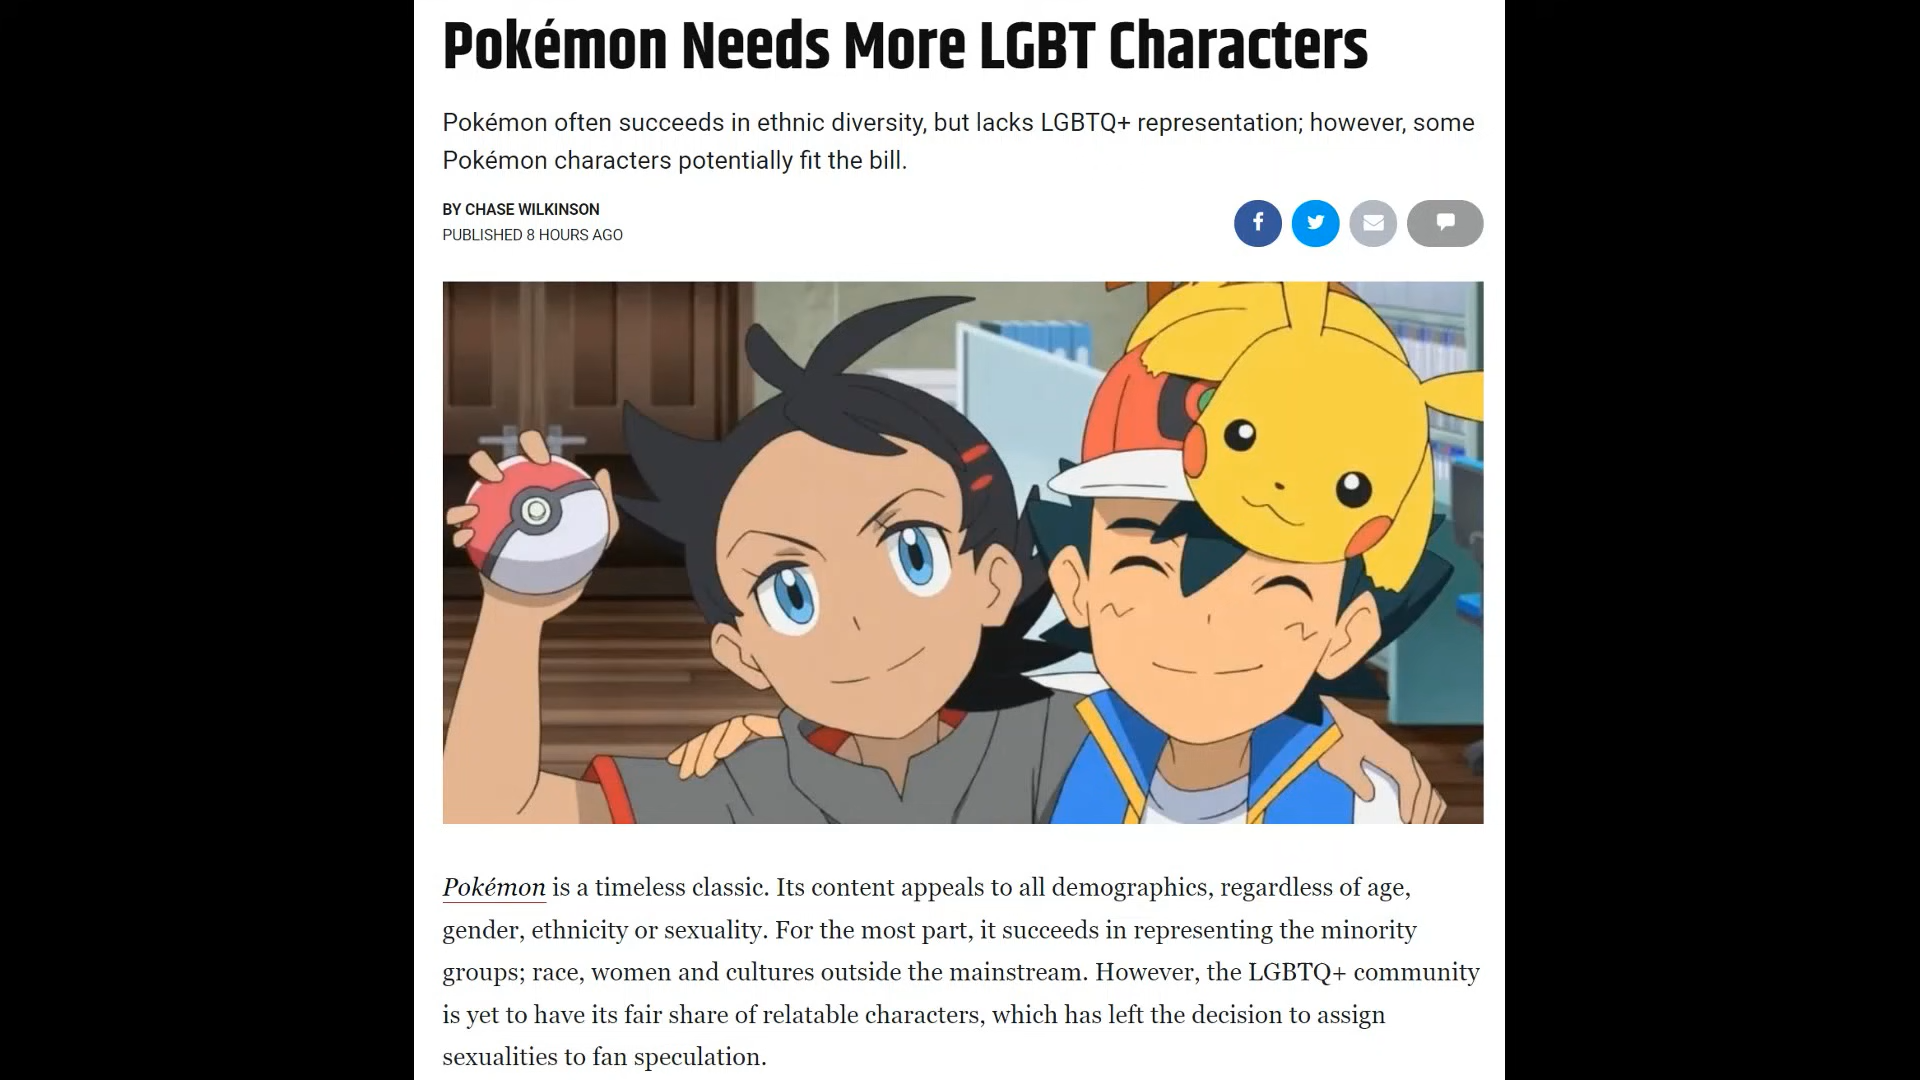 Pokémon Needs More LGBT Characters
Pokémon often succeeds in ethnic diversity, but lacks LGBTQ+ representation; however, some
Pokémon characters potentially fit the bill.
BY CHASE WILKINSON
PUBLISHED 8 HOURS AGO
Pokémon is a timeless classic. Its content appeals to all demographics, regardless of age,
gender, ethnicity or sexuality. For the most part, it succeeds in representing the minority
groups; race, women and cultures outside the mainstream. However, the LGBTQ+ community
is yet to have its fair share of relatable characters, which has left the decision to assign
sexualities to fan speculation.